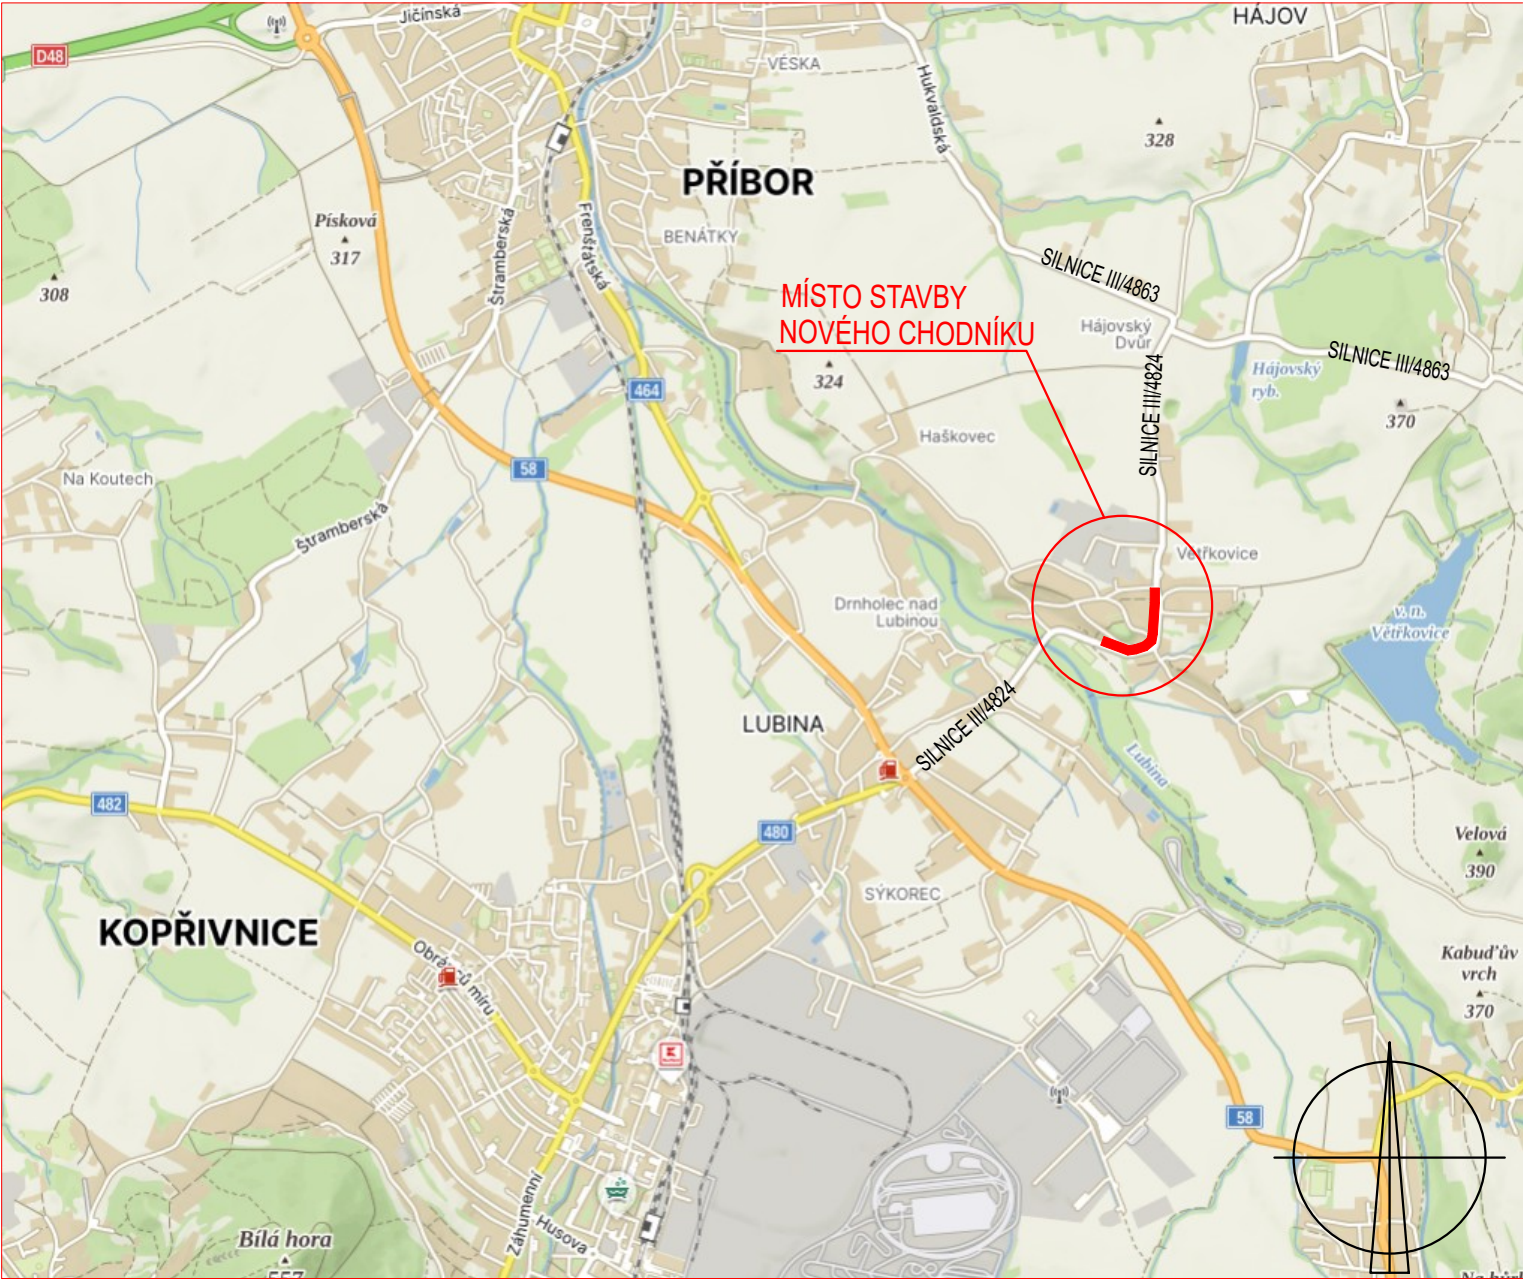 Jičínská
HÁJOV
D48
VÉSKA
Hukvaldská
328
PŘÍBOR
Písková
317
BENÁTKY
Frenštátská
Štramberská
308
SILNICE III/4863
MÍSTO STAVBY
NOVÉHO CHODNÍKU
Hájovský
Dvůr
SILNICE III/4863
SILNICE III/4824
Hájovský
ryb.
324
464
370
Haškovec
58
Na Koutech
Štramberská
Větřkovice
Drnholec nad
Lubinou
v. n.
Větřkovice
SILNICE III/4824
LUBINA
Lubina
482
480
Velová
390
SÝKOREC
KOPŘIVNICE
Obránců míru
Kabuďův
vrch
370
58
Záhumenní
Husova
Bílá hora
557